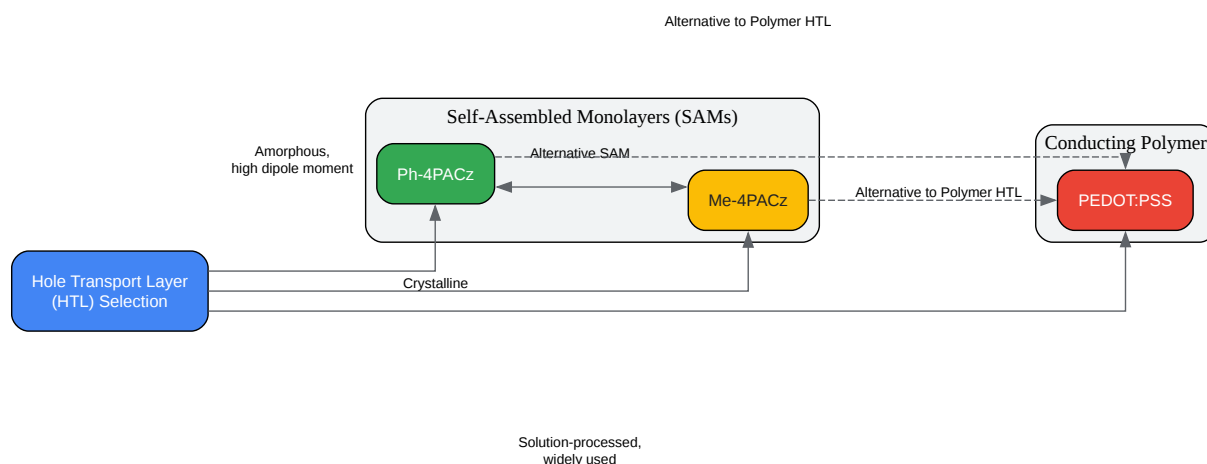 Alternative to Polymer HTL
Self-Assembled Monolayers (SAMs)
Conducting Polymer
Amorphous,
high dipole moment
Alternative SAM
Ph-4PACz
Me-4PACz
Alternative to Polymer HTL
PEDOT:PSS
Hole Transport Layer
(HTL) Selection
Crystalline
Solution-processed,
widely used